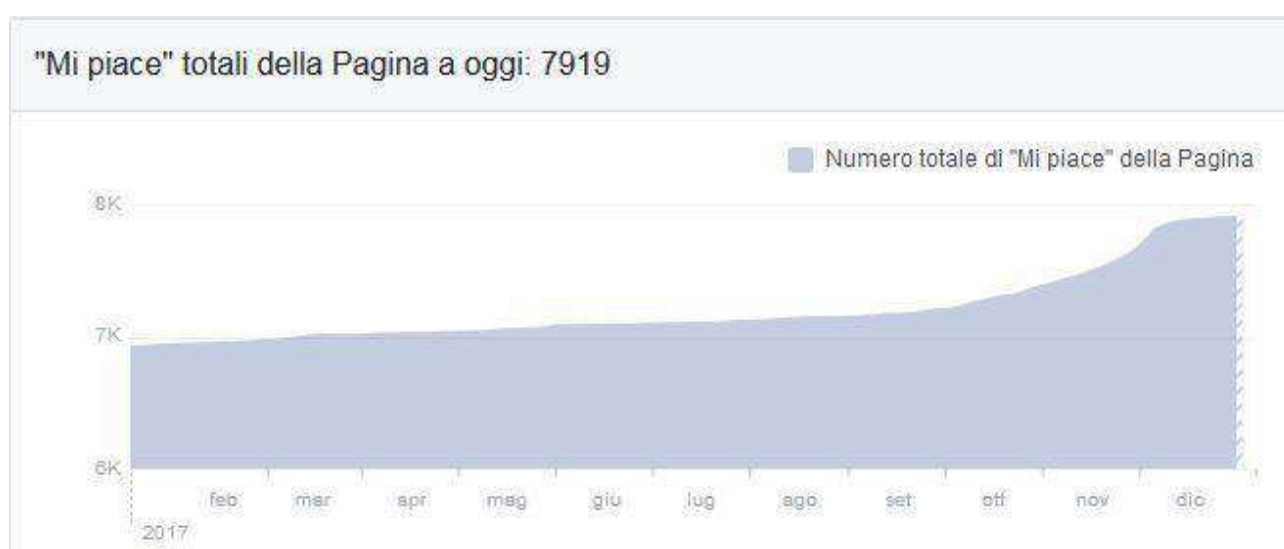 "Mi piace" totali della Pagina a oggi: 7919
Numero totale di "Mi piace" della Pagina
8K
7K
6K
feb mar apr mag giu lug ago set ott nov dic
2017